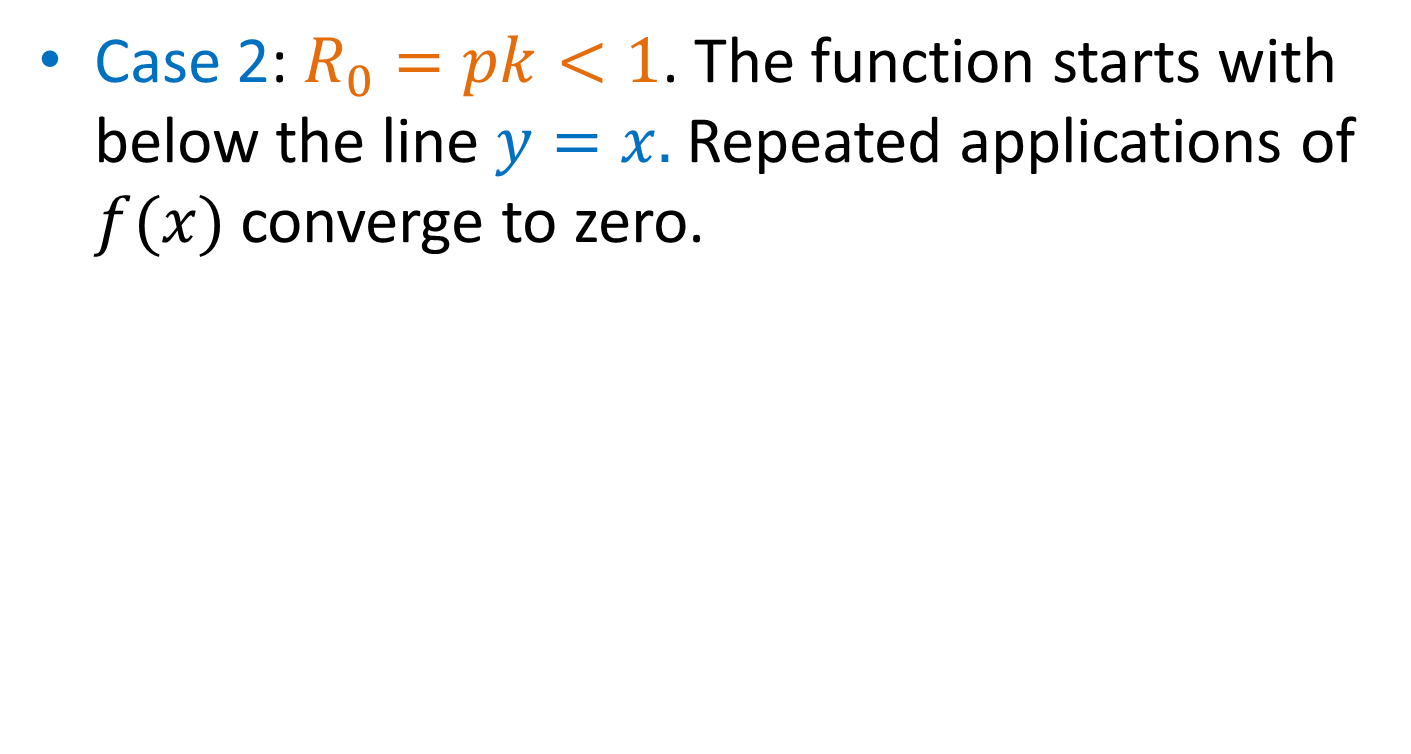 • Case 2: R₀ = pk < 1. The function starts with
below the line y = x. Repeated applications of
f(x) converge to zero.